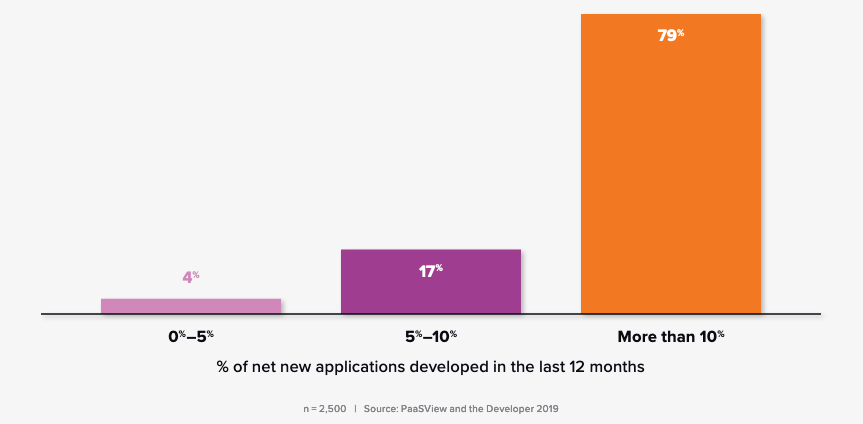 79%
17%
4%
0%–5%
5%–10%
More than 10%
% of net new applications developed in the last 12 months
n = 2,500 | Source: PaaSView and the Developer 2019